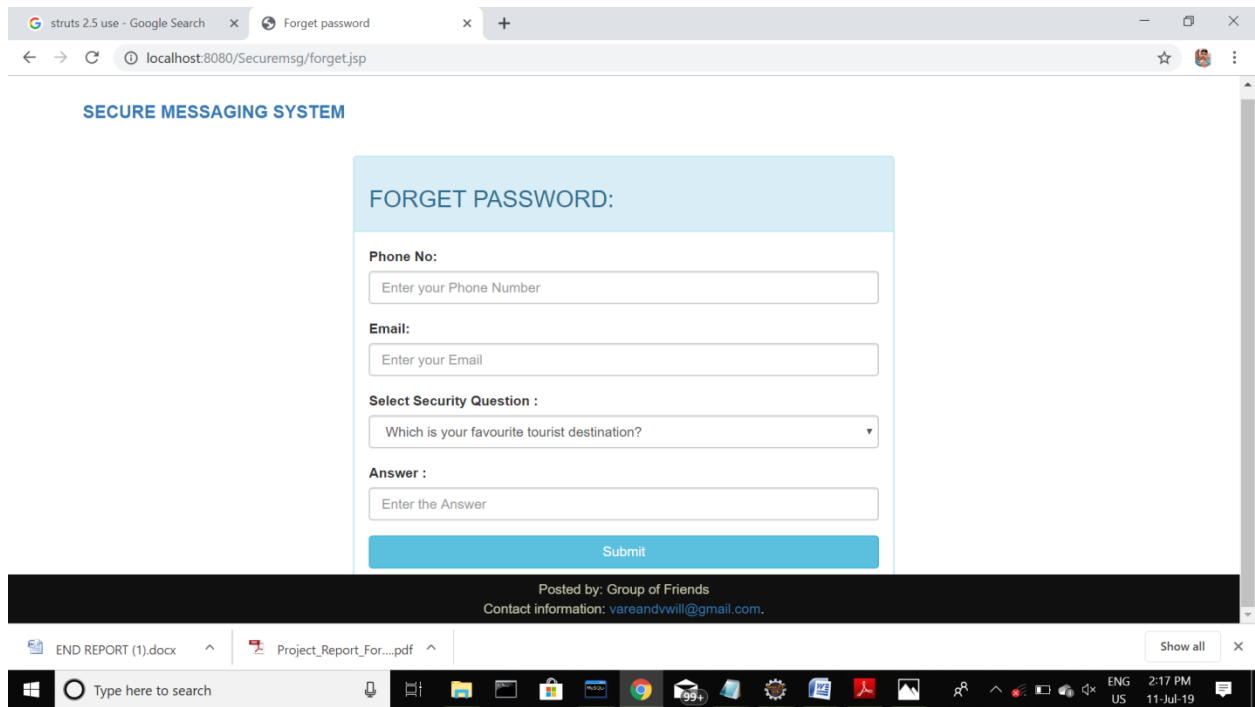 struts 2.5 use - Google Search
Forget password
localhost:8080/Securemsg/forget.jsp
SECURE MESSAGING SYSTEM
FORGET PASSWORD:
Phone No:
Enter your Phone Number
Email:
Enter your Email
Select Security Question :
Which is your favourite tourist destination?
Answer :
Enter the Answer
Submit
Posted by: Group of Friends
Contact information: vareandvwill@gmail.com.
END REPORT (1).docx
Project_Report_For....pdf
Show all
Type here to search
MySQL
99+
W
ENG
US
2:17 PM
11-Jul-19